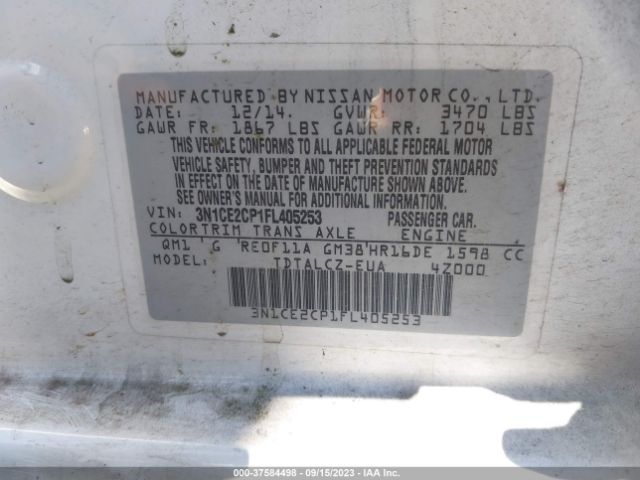 MANUFACTURED BY NISSAN MOTOR CO., LTD.
DATE: 12/14. GVWR: 3470 LBS
GAWR FR: 1867 LBS GAWR RR: 1704 LBS
THIS VEHICLE CONFORMS TO ALL APPLICABLE FEDERAL MOTOR
VEHICLE SAFETY, BUMPER AND THEFT PREVENTION STANDARDS
IN EFFECT ON THE DATE OF MANUFACTURE SHOWN ABOVE.
SEE OWNER'S MANUAL FOR ADDITIONAL INFORMATION.
VIN: 3N1CE2CP1FL405253 PASSENGER CAR.
COLOR TRIM TRANS AXLE ENGINE
QM1 ' G 'RE0F11A GM38'HR16DE 1598 CC
MODEL: TDTALCZ-EUA 4Z000
3N1CE2CP1FL405253
000-37584498 - 09/15/2023 - IAA Inc.